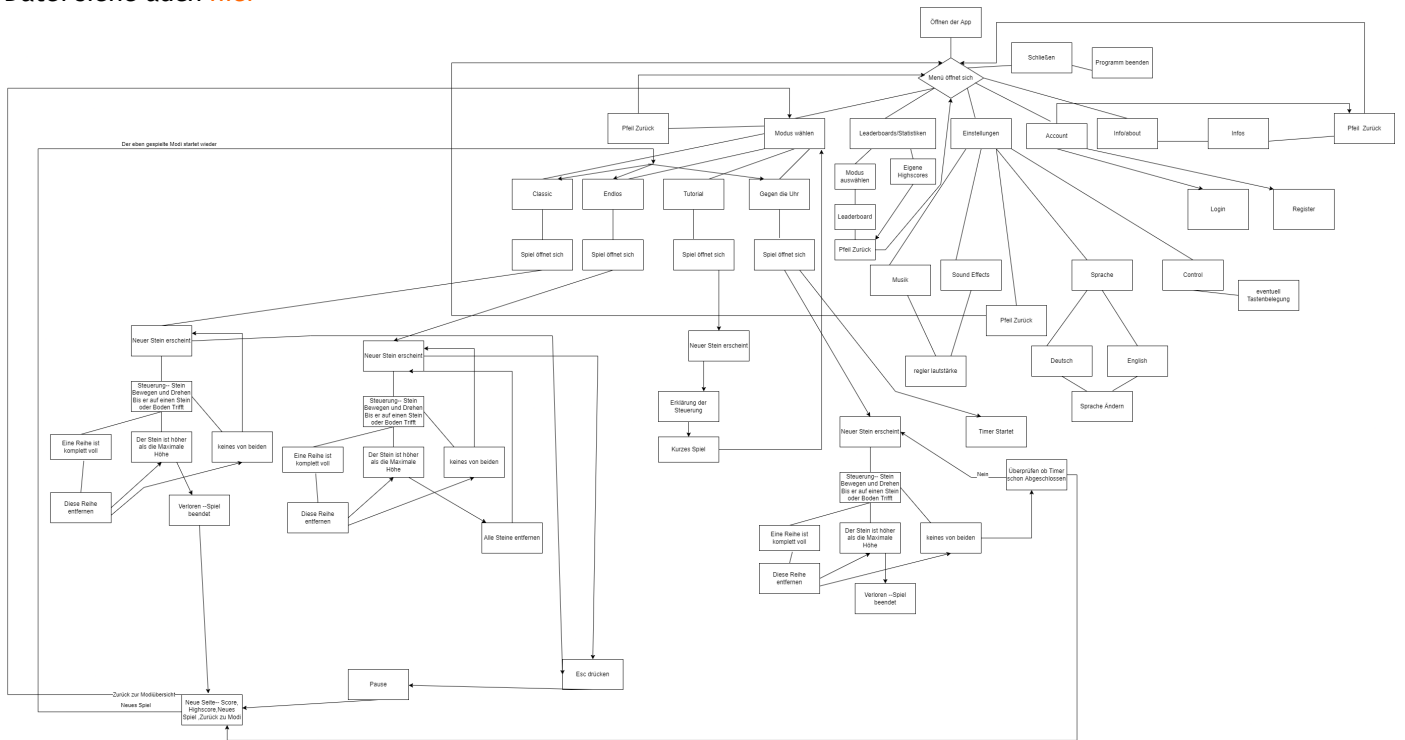 Datei siehe auch hier
Öffnen der App
Menü öffnet sich
Schließen
Programm beenden
Pfeil Zurück
Modus wählen
Leaderboards/Statistiken
Einstellungen
Account
Info/about
Infos
Pfeil Zurück
Der eben gespielte Modi startet wieder
Modus
auswählen
Eigene
Highscores
Classic
Endlos
Tutorial
Gegen die Uhr
Leaderboard
Login
Register
Pfeil Zurück
Spiel öffnet sich
Spiel öffnet sich
Spiel öffnet sich
Spiel öffnet sich
Musik
Sound Effects
Sprache
Control
eventuell
Tastenbelegung
Pfeil Zurück
Neuer Stein erscheint
Neuer Stein erscheint
Neuer Stein erscheint
Deutsch
English
regler lautstärke
Sprache Ändern
Steuerung-- Stein
Bewegen und Drehen
Bis er auf einen Stein
oder Boden Trifft
Steuerung-- Stein
Bewegen und Drehen
Bis er auf einen Stein
oder Boden Trifft
Erklärung der
Steuerung
Neuer Stein erscheint
Timer Startet
Eine Reihe ist
komplett voll
Der Stein ist höher
als die Maximale
Höhe
keines von beiden
Eine Reihe ist
komplett voll
Der Stein ist höher
als die Maximale
Höhe
keines von beiden
Kurzes Spiel
Nein
Überprüfen ob Timer
schon Abgeschlossen
Steuerung-- Stein
Bewegen und Drehen
Bis er auf einen Stein
oder Boden Trifft
Diese Reihe
entfernen
Verloren --Spiel
beendet
Diese Reihe
entfernen
Alle Steine entfernen
Eine Reihe ist
komplett voll
Der Stein ist höher
als die Maximale
Höhe
keines von beiden
Diese Reihe
entfernen
Verloren --Spiel
beendet
Esc drücken
Pause
Zurück zur Modiübersicht
Neues Spiel
Neue Seite-- Score,
Highscore,Neues
Spiel ,Zurück zu Modi